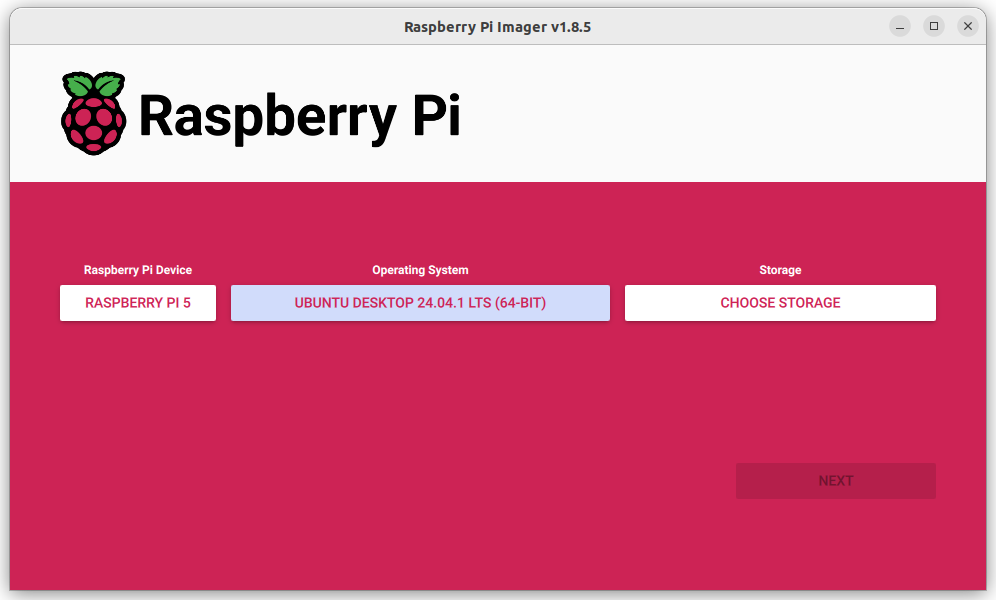 Raspberry Pi Imager v1.8.5
Raspberry Pi
Raspberry Pi Device
Operating System
Storage
RASPBERRY PI 5
UBUNTU DESKTOP 24.04.1 LTS (64-BIT)
CHOOSE STORAGE
NEXT